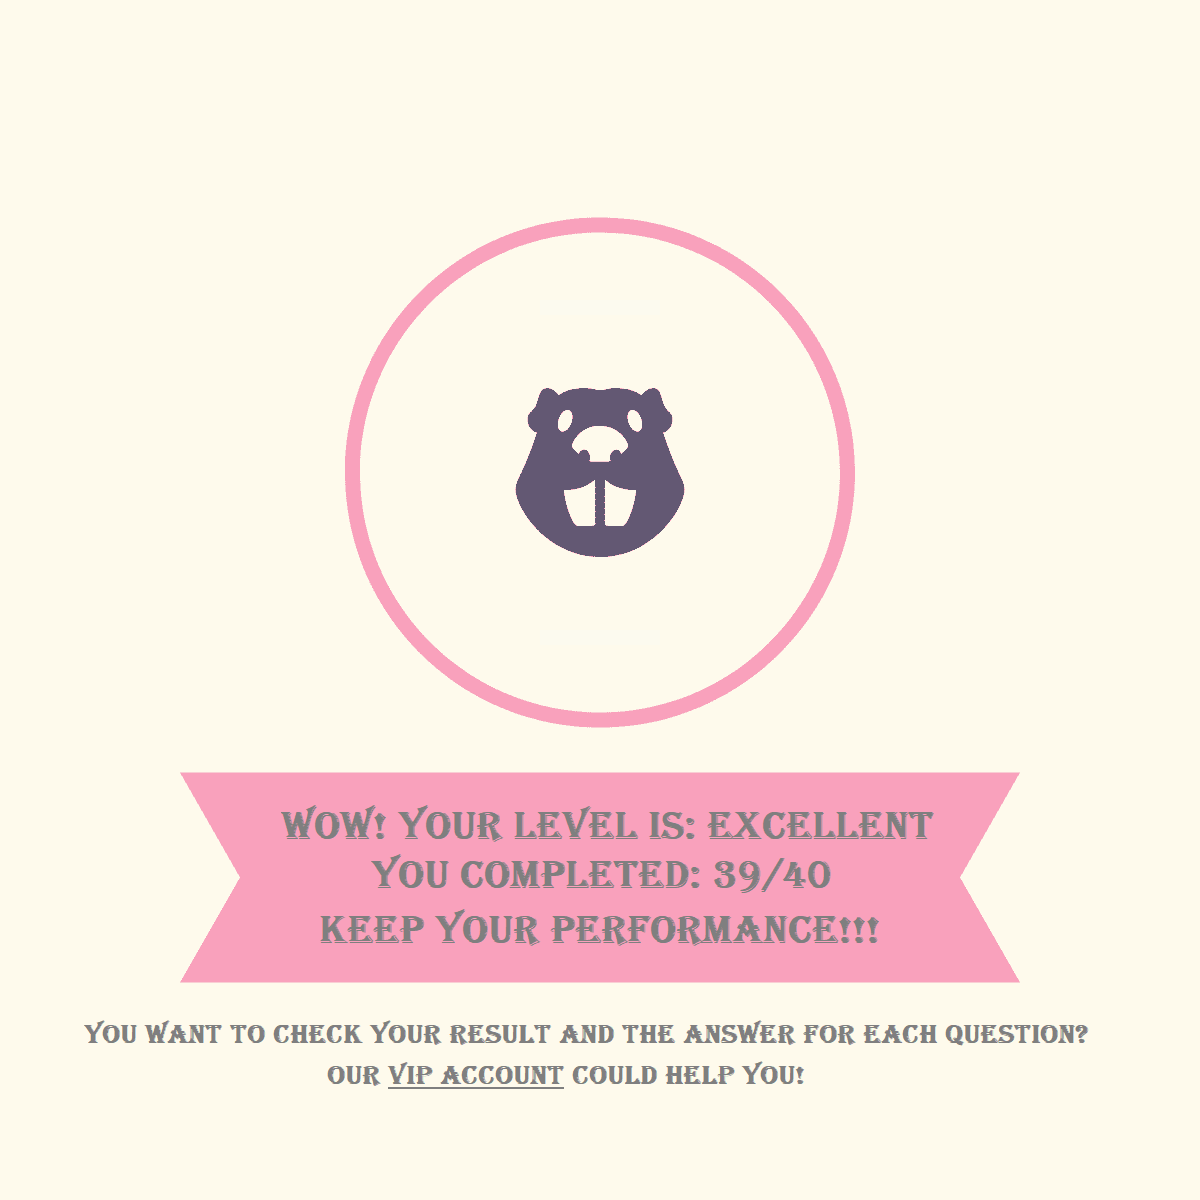 WOW! YOUR LEVEL IS: EXCELLENT
YOU COMPLETED: 39/40
KEEP YOUR PERFORMANCE!!!
YOU WANT TO CHECK YOUR RESULT AND THE ANSWER FOR EACH QUESTION?
OUR VIP ACCOUNT COULD HELP YOU!